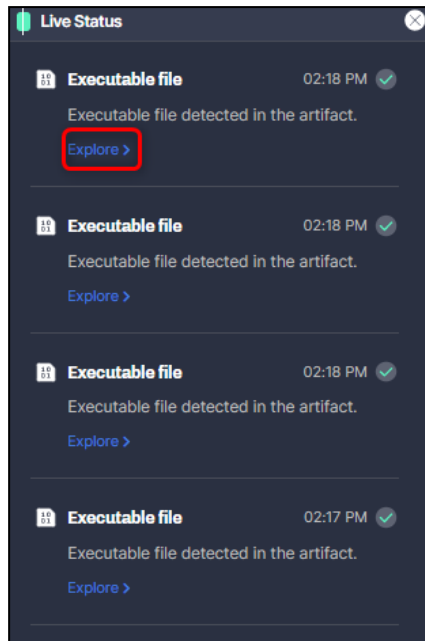 Live Status
Executable file 02:18 PM
Executable file detected in the artifact.
Explore >
Executable file 02:18 PM
Executable file detected in the artifact.
Explore >
Executable file 02:18 PM
Executable file detected in the artifact.
Explore >
Executable file 02:17 PM
Executable file detected in the artifact.
Explore >